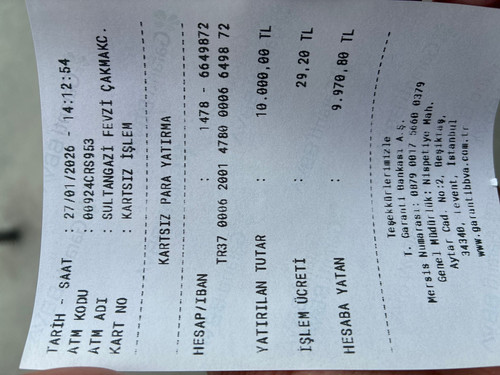 TARİH - SAAT : 27/01/2026 - 14:12:54
ATM KODU : 00924CRS953
ATM ADI : SULTANGAZİ FEVZİ ÇAKMAKC.
KART NO : KARTSIZ İŞLEM
KARTSIZ PARA YATIRMA
HESAP/IBAN : 1478 - 6649872
TR37 0006 2001 4780 0006 6498 72
YATIRILAN TUTAR : 10.000,00 TL
İŞLEM ÜCRETİ : 29,20 TL
HESABA YATAN : 9.970,80 TL
Teşekkürlerimizle
T. Garanti Bankası A.Ş.
Mersis Numarası: 0879 0017 5660 0379
Genel Müdürlük: Nispetiye Mah.
Aytar Cad. No:2, Beşiktaş,
34340, Levent, İstanbul
www.garantibbva.com.tr